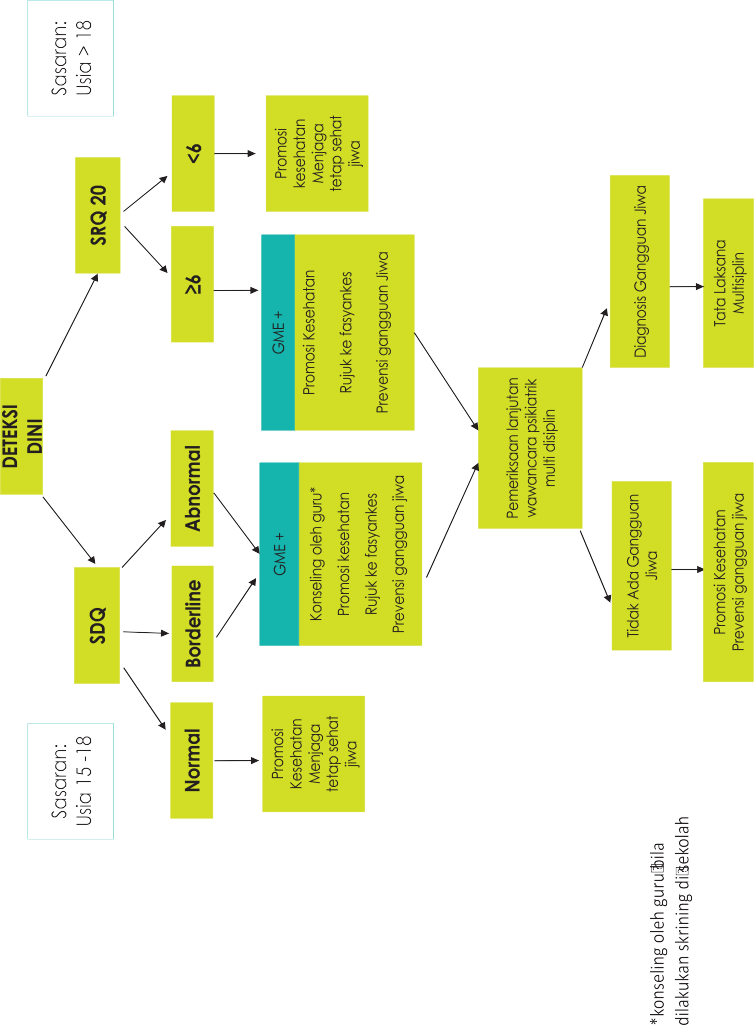 DETEKSI
DINI
Sasaran:
Usia 15 -18
Sasaran:
Usia > 18
SDQ
SRQ 20
Normal
Borderline
Abnormal
≥6
<6
Promosi
Kesehatan
Menjaga
tetap sehat
jiwa
GME +
Konseling oleh guru*
Promosi kesehatan
Rujuk ke fasyankes
Prevensi gangguan jiwa
GME +
Promosi Kesehatan
Rujuk ke fasyankes
Prevensi gangguan Jiwa
Promosi
kesehatan
Menjaga
tetap sehat
jiwa
Pemeriksaan lanjutan
wawancara psikiatrik
multi disiplin
Tidak Ada Gangguan
Jiwa
Diagnosis Gangguan Jiwa
Promosi Kesehatan
Prevensi gangguan jiwa
Tata Laksana
Multisiplin
*konseling oleh guru bila
dilakukan skrining di sekolah